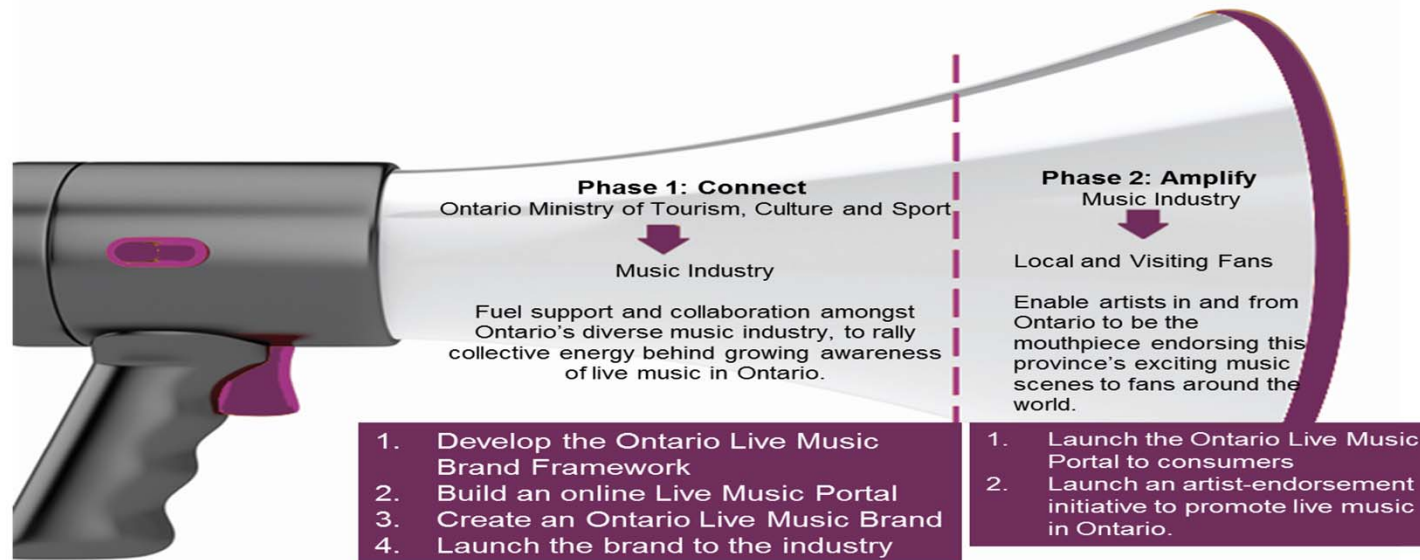 Phase 1: Connect
Ontario Ministry of Tourism, Culture and Sport
Music Industry
Fuel support and collaboration amongst
Ontario's diverse music industry, to rally
collective energy behind growing awareness
of live music in Ontario.
1. Develop the Ontario Live Music
Brand Framework
2. Build an online Live Music Portal
3. Create an Ontario Live Music Brand
4. Launch the brand to the industry
Phase 2: Amplify
Music Industry
Local and Visiting Fans
Enable artists in and from
Ontario to be the
mouthpiece endorsing this
province's exciting music
scenes to fans around the
world.
1. Launch the Ontario Live Music
Portal to consumers
2. Launch an artist-endorsement
initiative to promote live music
in Ontario.